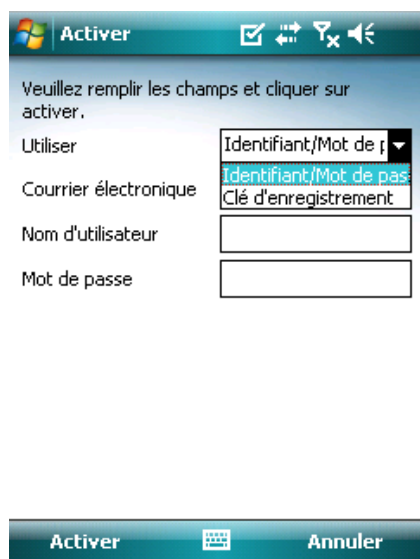 Activer
Veuillez remplir les champs et cliquer sur
activer.
Utiliser Identifiant/Mot de p
Identifiant/Mot de pas
Courrier électronique
Clé d'enregistrement
Nom d'utilisateur
Mot de passe
Activer Annuler